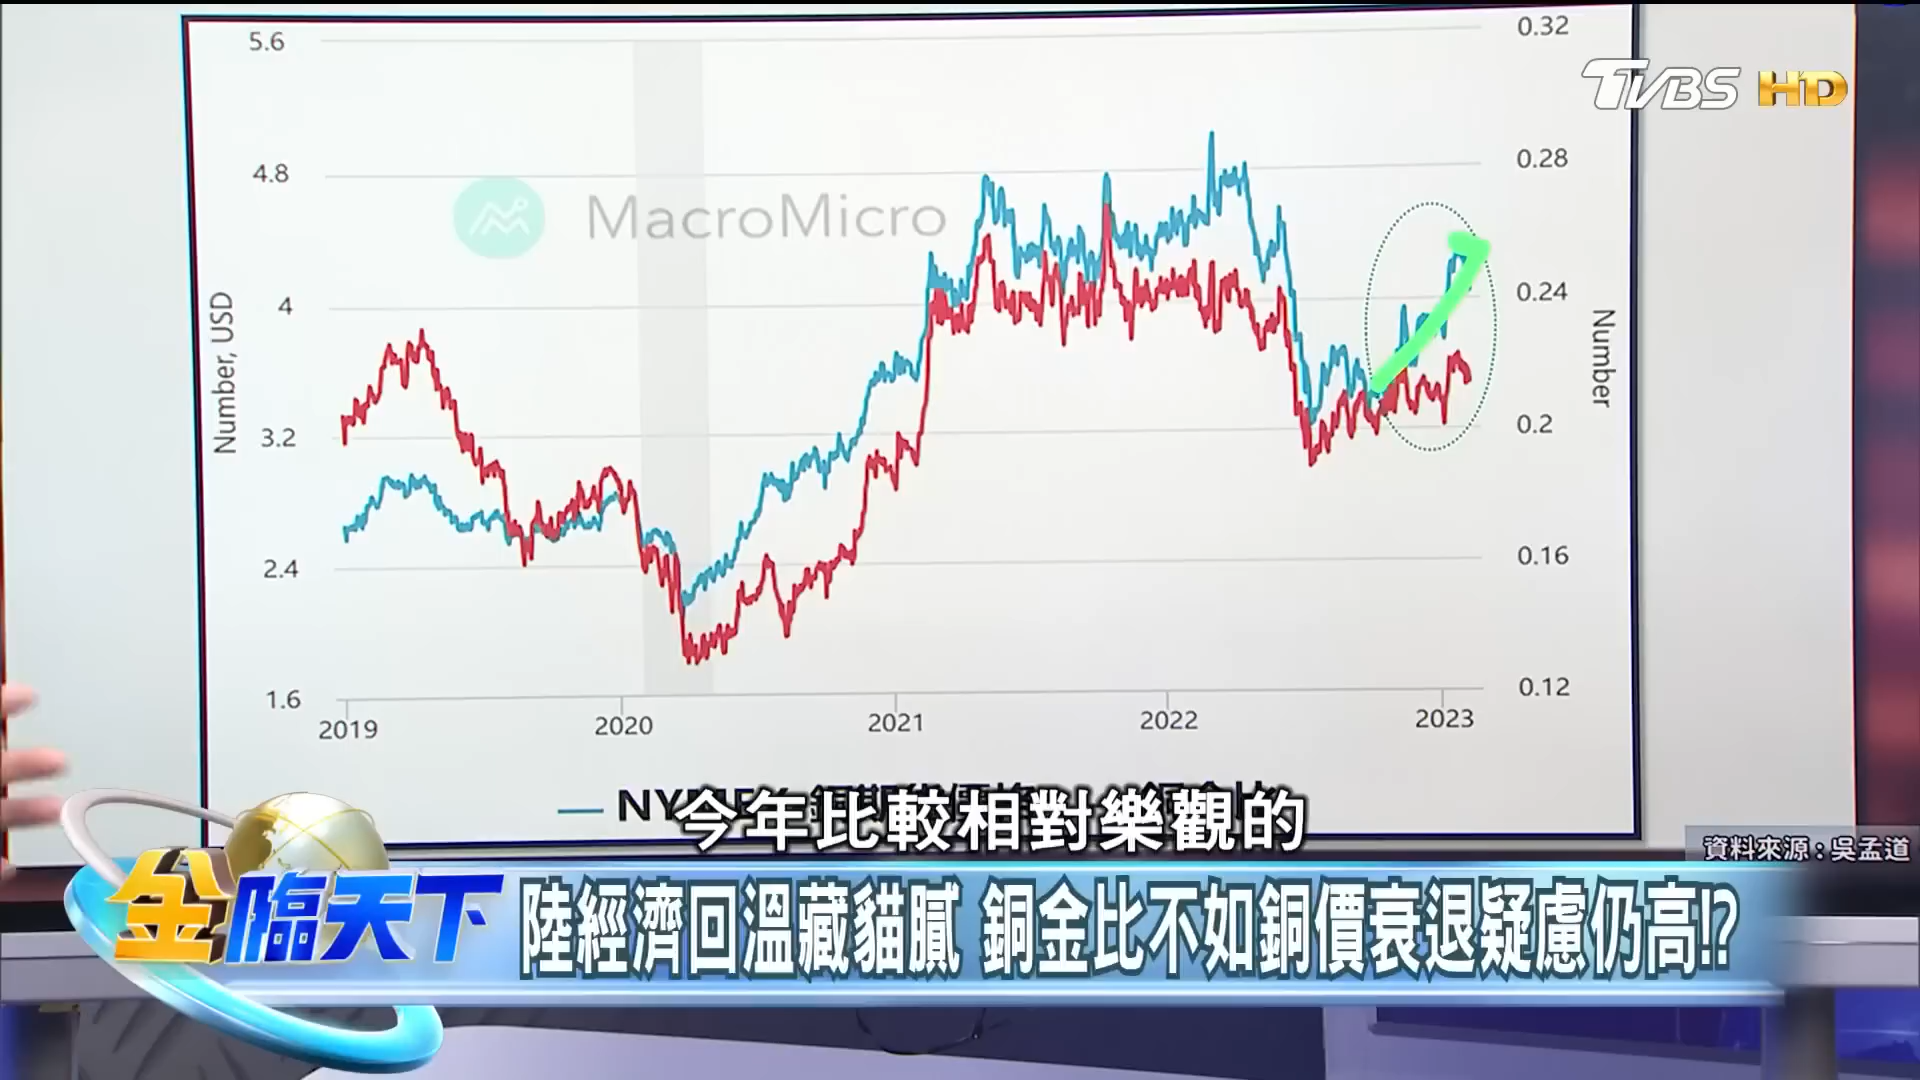 5.6
0.32
TVBS HD
4.8
0.28
MacroMicro
4
0.24
Number, USD
Number
3.2
0.2
2.4
0.16
1.6
0.12
2019
2020
2021
2022
2023
今年比較相對樂觀的
資料來源:吳孟道
金臨天下
陸經濟回溫藏貓膩 銅金比不如銅價衰退疑慮仍高!?